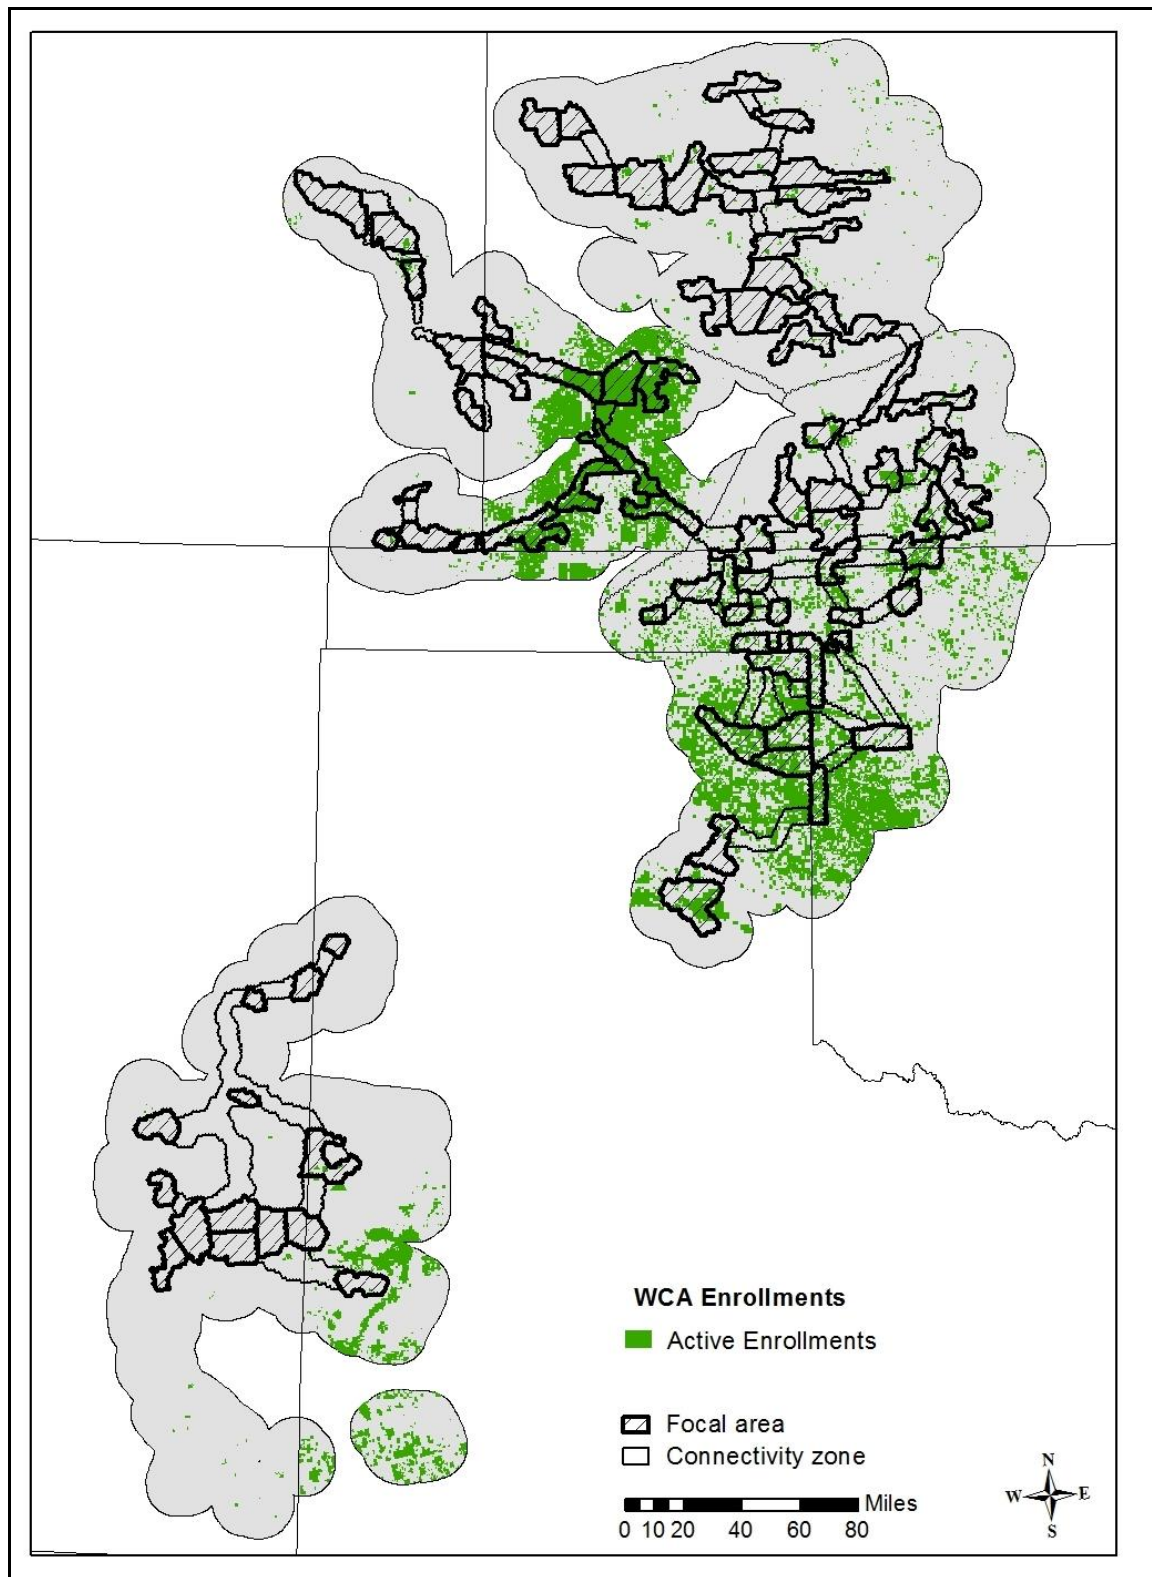 WCA Enrollments
Active Enrollments
Focal area
Connectivity zone
Miles
0 10 20 40 60 80
N
W E
S